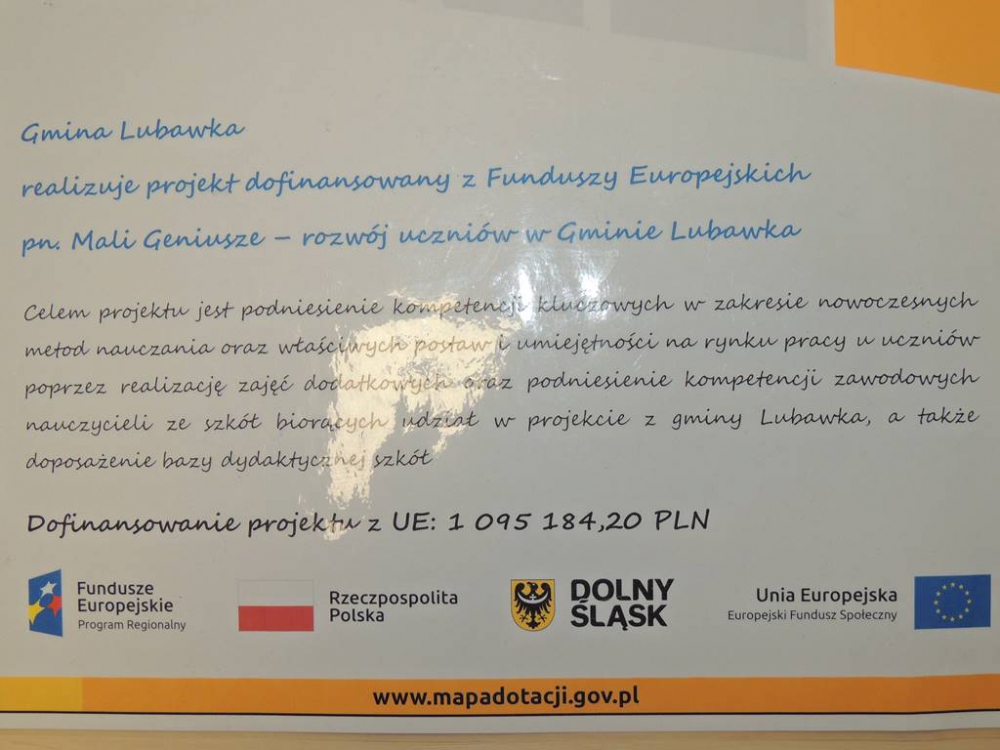 Gmina Lubawka
realizuje projekt dofinansowany z Funduszy Europejskich
pn. Mali Geniusze – rozwój uczniów w Gminie Lubawka
Celem projektu jest podniesienie kompetencji kluczowych w zakresie nowoczesnych
metod nauczania oraz właściwych postaw i umiejętności na rynku pracy u uczniów
poprzez realizację zajęć dodatkowych oraz podniesienie kompetencji zawodowych
nauczycieli ze szkół biorących udział w projekcie z gminy Lubawka, a także
doposażenie bazy dydaktycznej szkół
Dofinansowanie projektu z UE: 1 095 184,20 PLN
Fundusze
Europejskie
Program Regionalny
Rzeczpospolita
Polska
DOLNY
ŚLĄSK
Unia Europejska
Europejski Fundusz Społeczny
www.mapadotacji.gov.pl